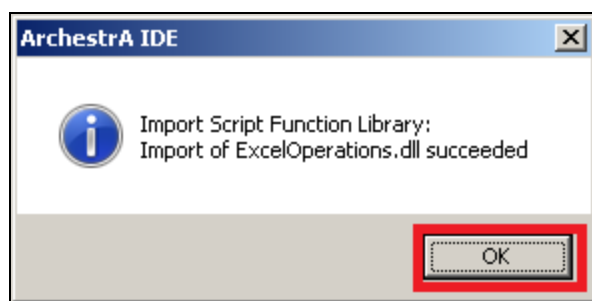 ArchestrA IDE
Import Script Function Library:
Import of ExcelOperations.dll succeeded
OK